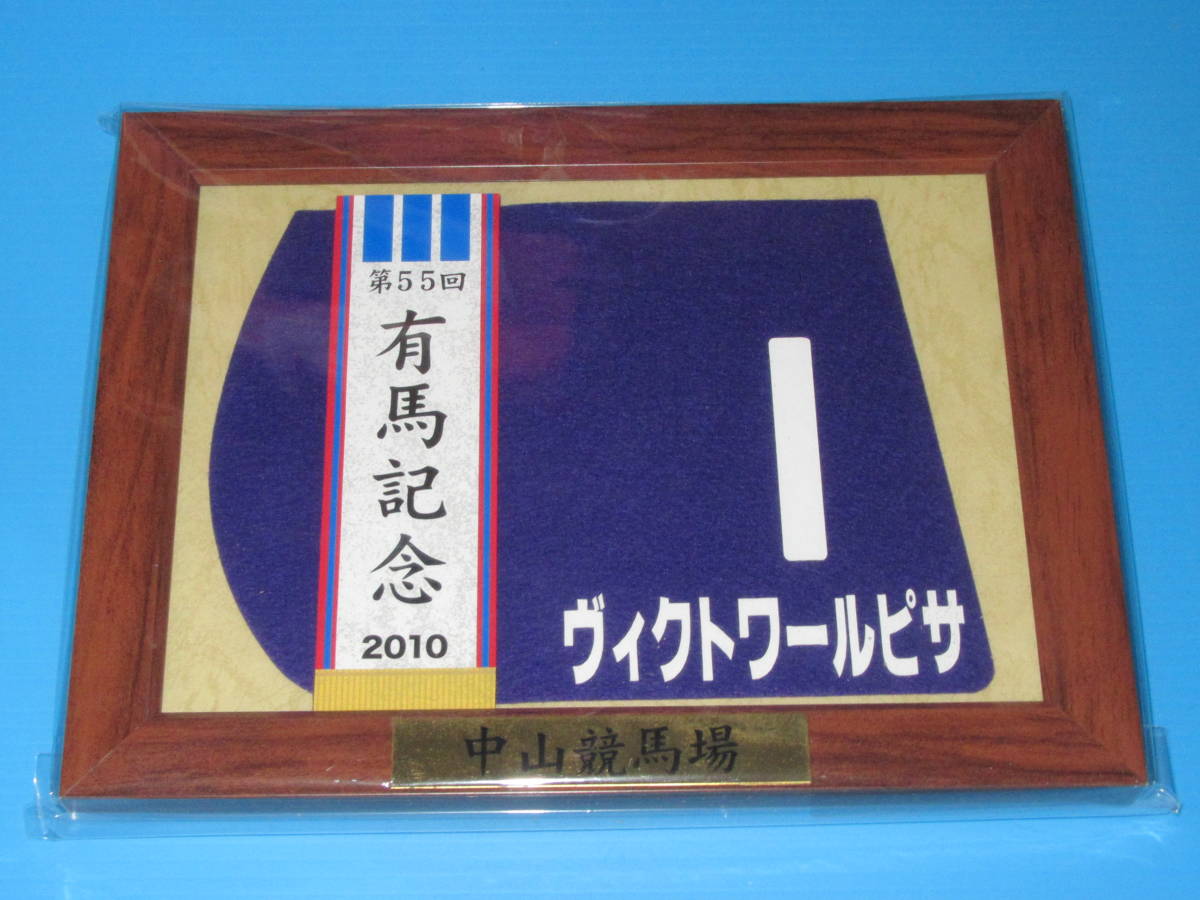 第55回
有馬記念
2010
1
ヴィクトワールピサ
中山競馬場